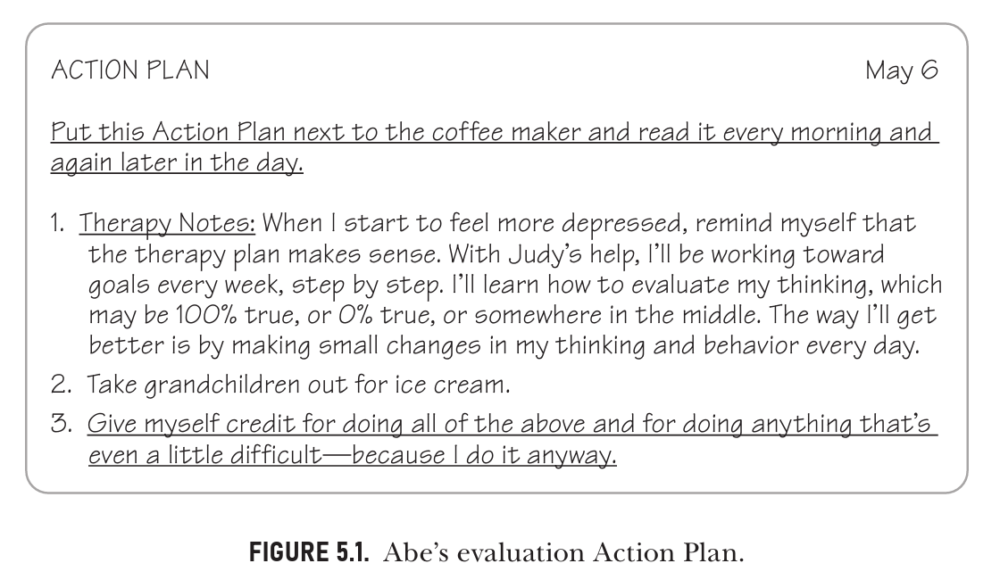 ACTION PLAN May 6
Put this Action Plan next to the coffee maker and read it every morning and
again later in the day.
1. Therapy Notes: When I start to feel more depressed, remind myself that
the therapy plan makes sense. With Judy’s help, I’ll be working toward
goals every week, step by step. I’ll learn how to evaluate my thinking, which
may be 100% true, or 0% true, or somewhere in the middle. The way I’ll get
better is by making small changes in my thinking and behavior every day.
2. Take grandchildren out for ice cream.
3. Give myself credit for doing all of the above and for doing anything that’s
even a little difficult—because I do it anyway.
FIGURE 5.1. Abe’s evaluation Action Plan.